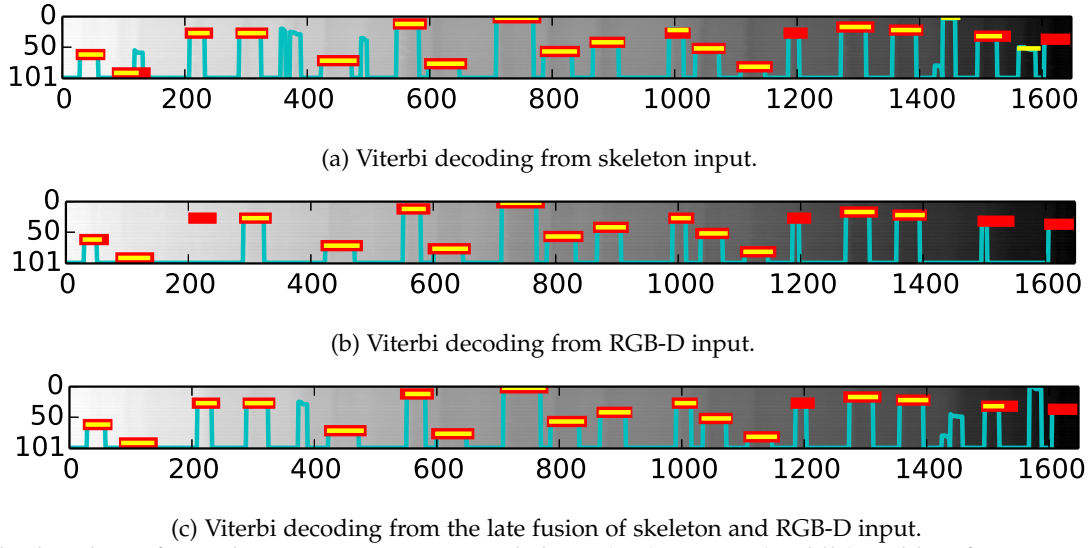 0
50
101
0 200 400 600 800 1000 1200 1400 1600
(a) Viterbi decoding from skeleton input.
0
50
101
0 200 400 600 800 1000 1200 1400 1600
(b) Viterbi decoding from RGB-D input.
0
50
101
0 200 400 600 800 1000 1200 1400 1600
(c) Viterbi decoding from the late fusion of skeleton and RGB-D input.